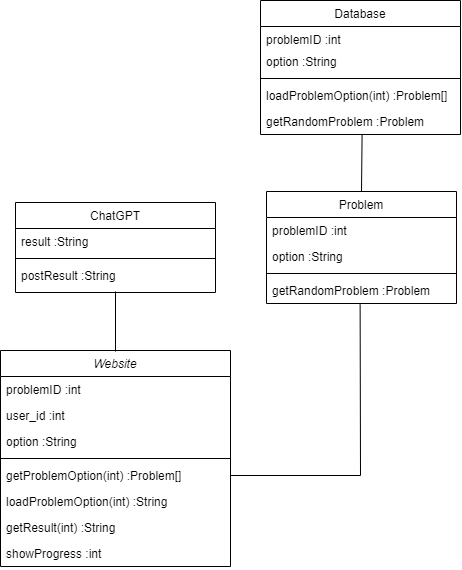 Database
problemID :int
option :String
loadProblemOption(int) :Problem[]
getRandomProblem :Problem
Problem
problemID :int
option :String
getRandomProblem :Problem
ChatGPT
result :String
postResult :String
Website
problemID :int
user_id :int
option :String
getProblemOption(int) :Problem[]
loadProblemOption(int) :String
getResult(int) :String
showProgress :int